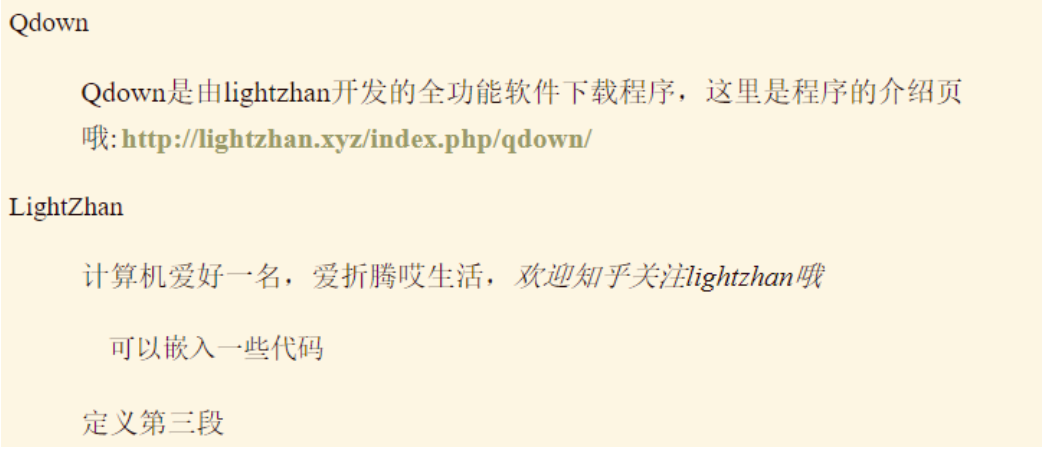 Qdown
Qdown是由lightzhan开发的全功能软件下载程序，这里是程序的介绍页
哦:http://lightzhan.xyz/index.php/qdown/
LightZhan
计算机爱好一名，爱折腾哎生活，欢迎知乎关注lightzhan哦
可以嵌入一些代码
定义第三段